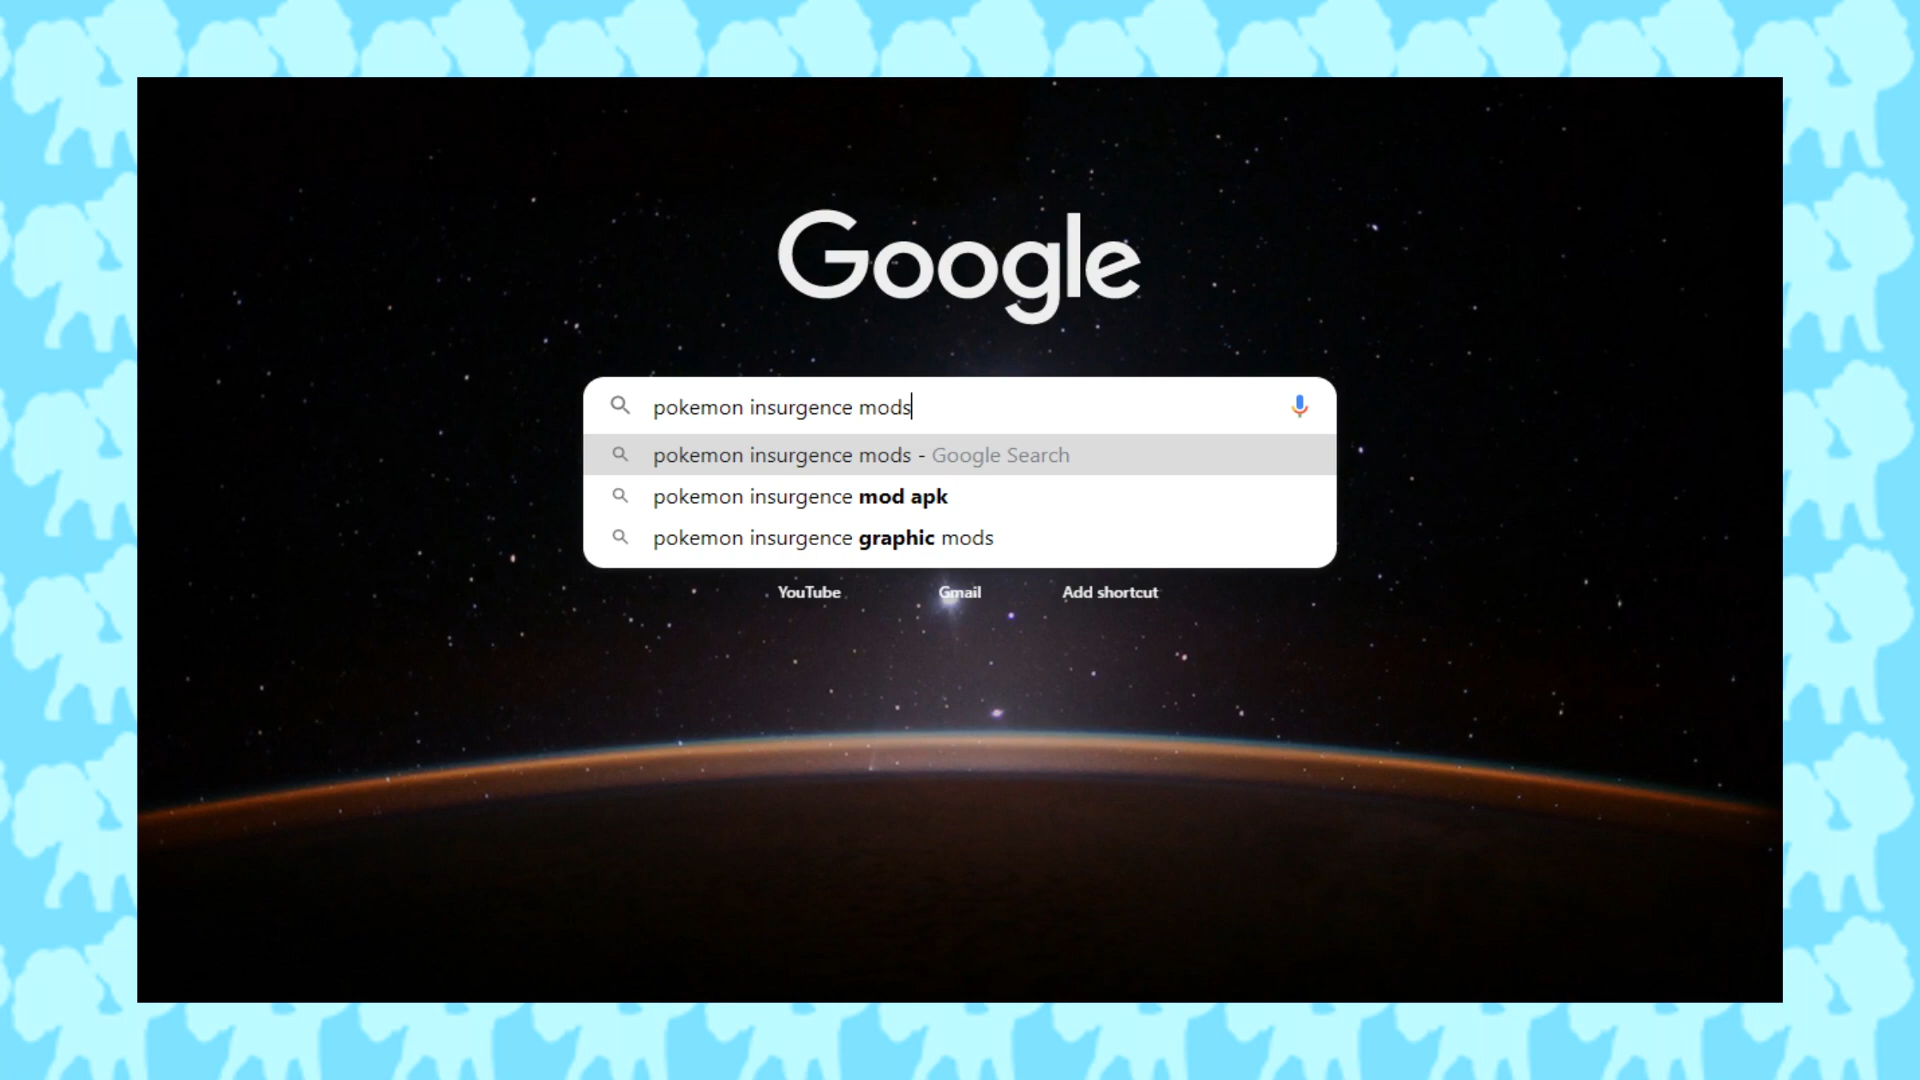 Google
pokemon insurgence mods
pokemon insurgence mods - Google Search
pokemon insurgence mod apk
pokemon insurgence graphic mods
YouTube Gmail Add shortcut